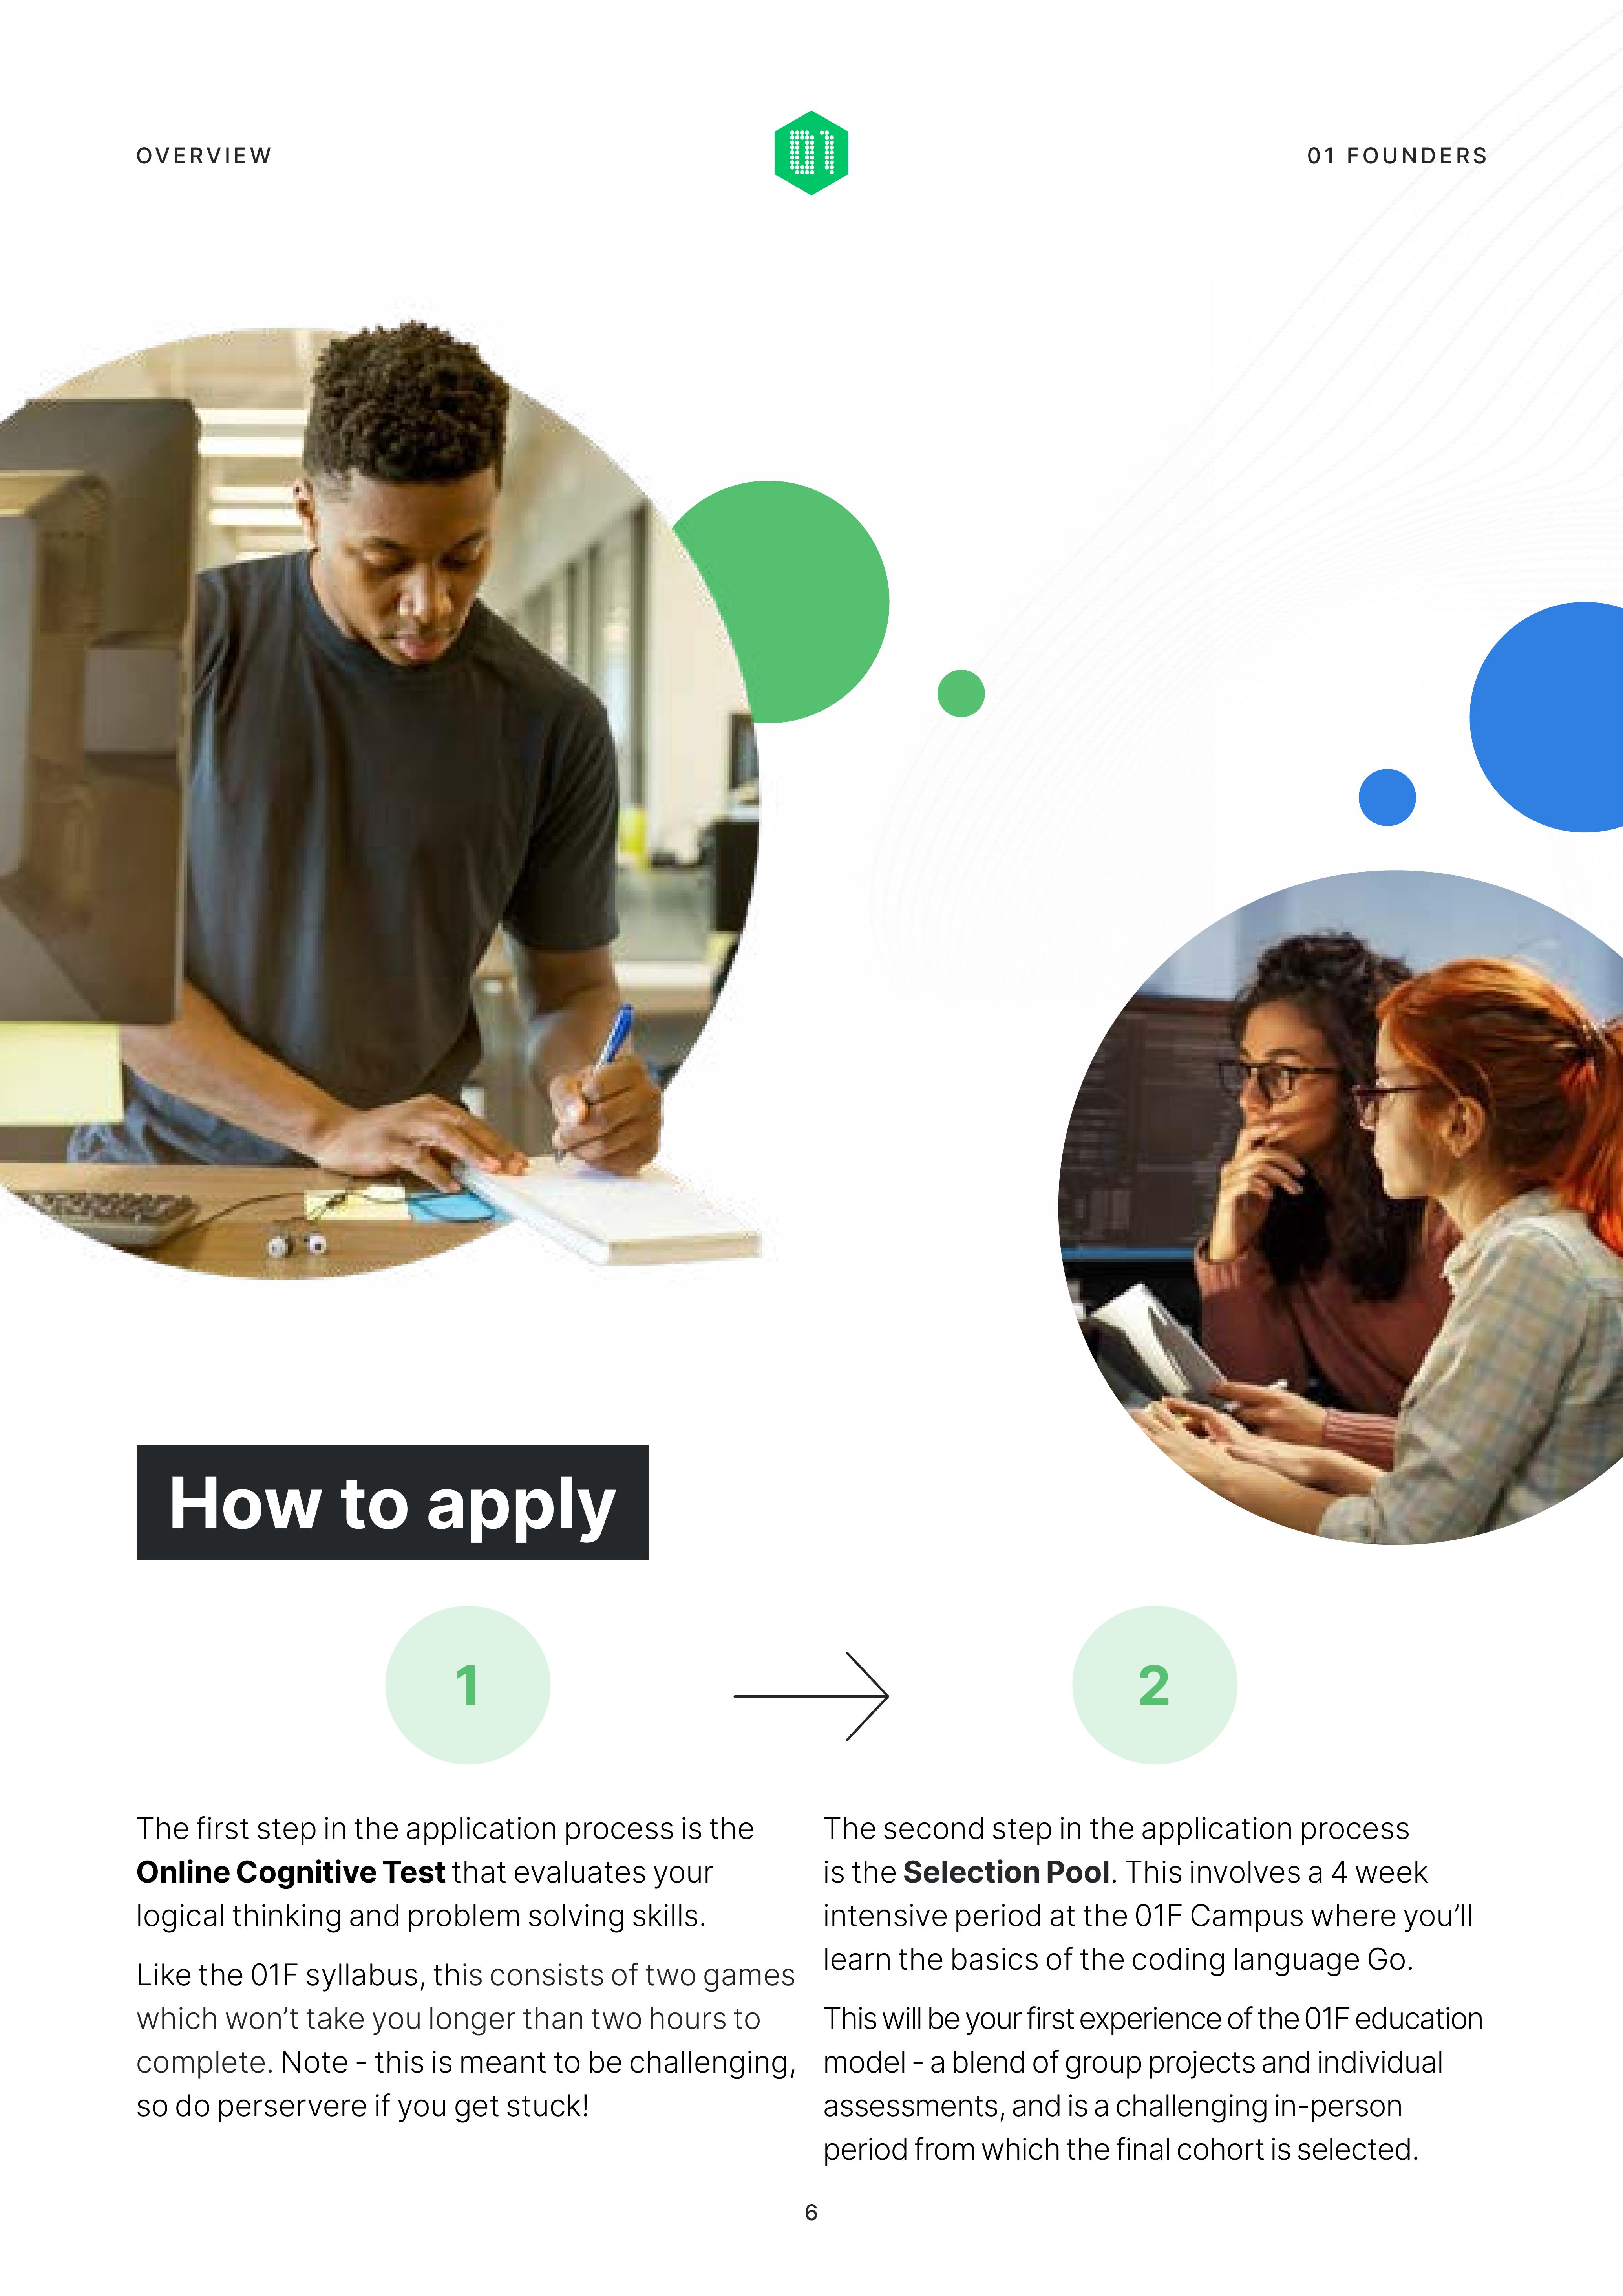 OVERVIEW
01
01 FOUNDERS
How to apply
1
2
The first step in the application process is the
Online Cognitive Test that evaluates your
logical thinking and problem solving skills.
Like the 01F syllabus, this consists of two games
which won’t take you longer than two hours to
complete. Note - this is meant to be challenging,
so do perservere if you get stuck!
The second step in the application process
is the Selection Pool. This involves a 4 week
intensive period at the 01F Campus where you’ll
learn the basics of the coding language Go.
This will be your first experience of the 01F education
model - a blend of group projects and individual
assessments, and is a challenging in-person
period from which the final cohort is selected.
6